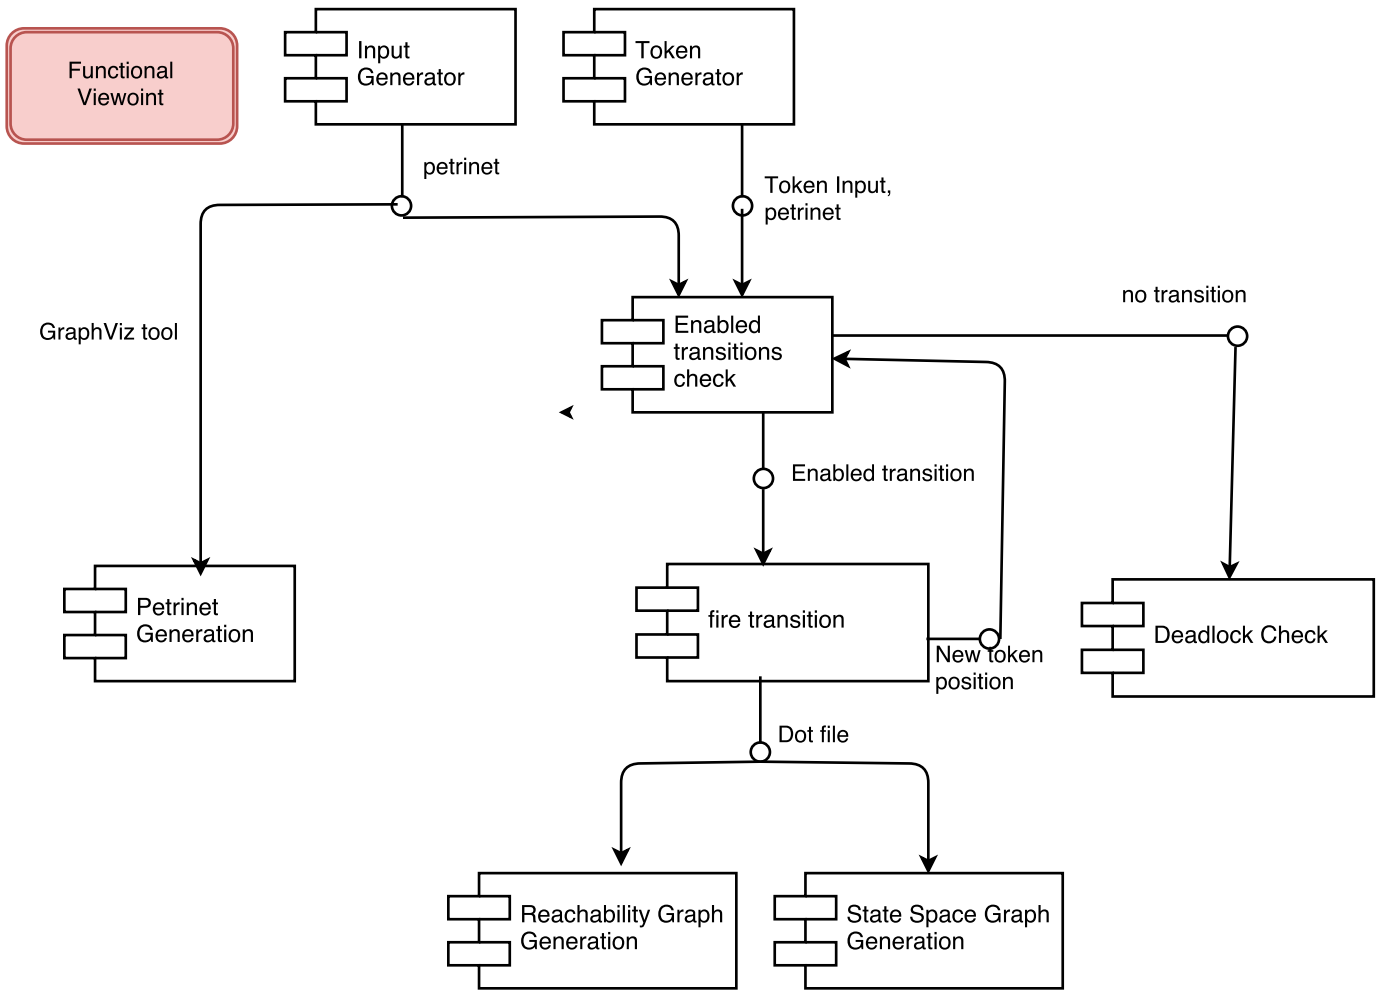 Functional
Viewoint
Input
Generator
Token
Generator
petrinet
Token Input,
petrinet
no transition
GraphViz tool
Enabled
transitions
check
Enabled transition
Petrinet
Generation
fire transition
New token
position
Deadlock Check
Dot file
Reachability Graph
Generation
State Space Graph
Generation